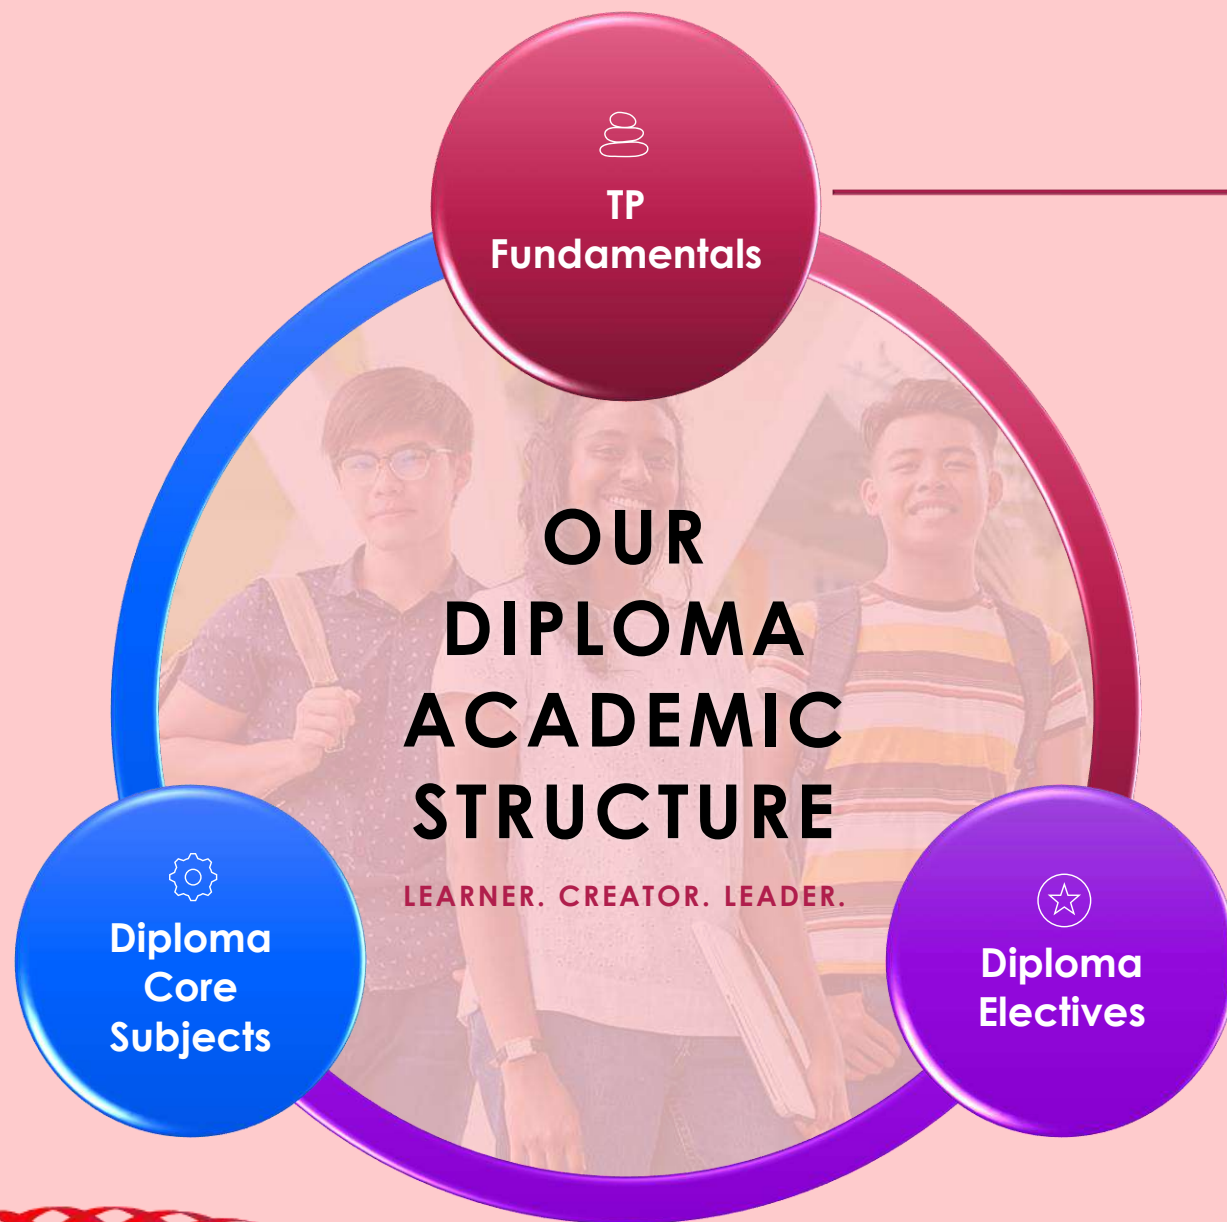 TP
Fundamentals
OUR
DIPLOMA
ACADEMIC
STRUCTURE
LEARNER. CREATOR. LEADER.
Diploma
Core
Subjects
Diploma
Electives